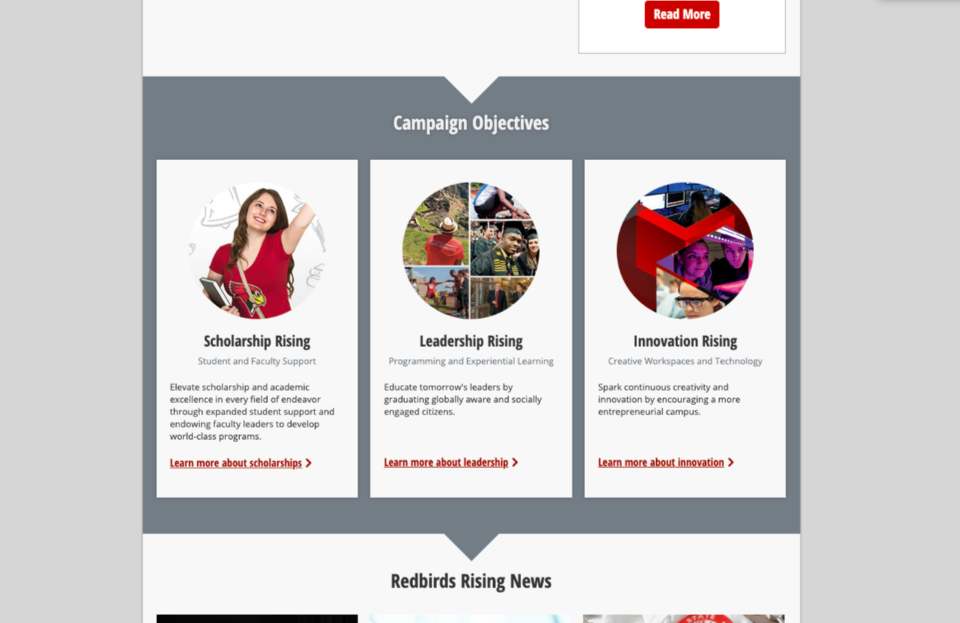 Read More
Campaign Objectives
Scholarship Rising
Student and Faculty Support
Elevate scholarship and academic
excellence in every field of endeavor
through expanded student support and
endowing faculty leaders to develop
world-class programs.
Learn more about scholarships
Leadership Rising
Programming and Experiential Learning
Educate tomorrow's leaders by
graduating globally aware and socially
engaged citizens.
Learn more about leadership
Innovation Rising
Creative Workspaces and Technology
Spark continuous creativity and
innovation by encouraging a more
entrepreneurial campus.
Learn more about innovation
Redbirds Rising News
STATE